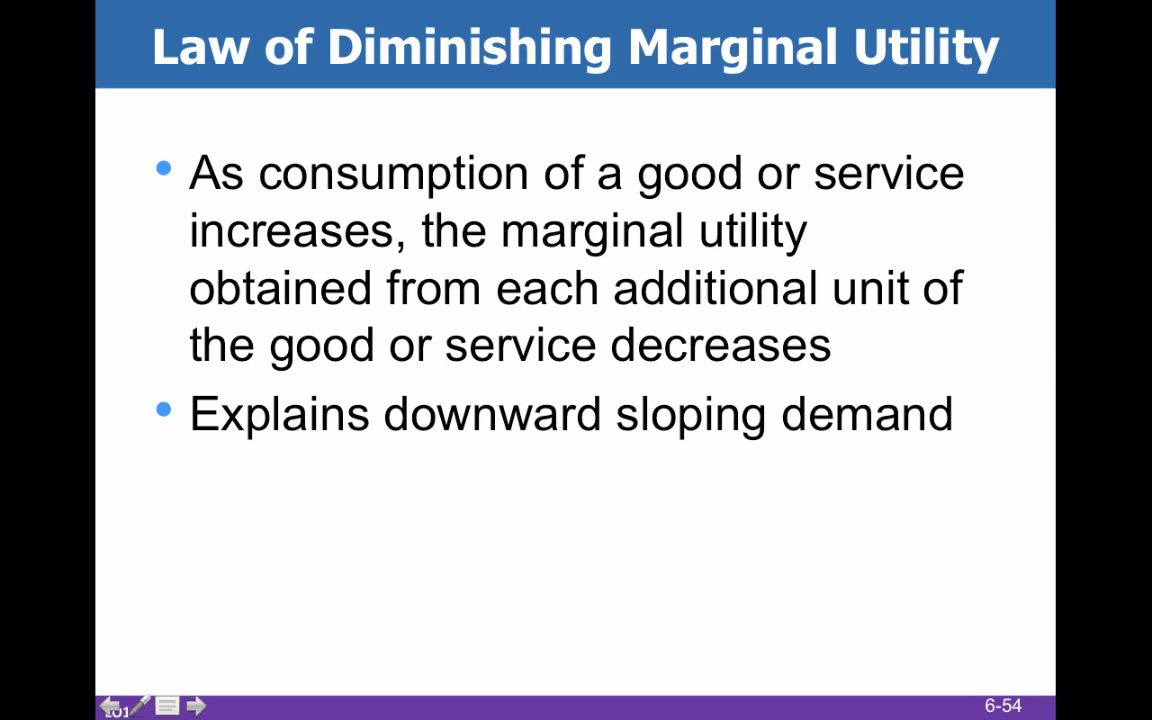 Law of Diminishing Marginal Utility
• As consumption of a good or service
increases, the marginal utility
obtained from each additional unit of
the good or service decreases
• Explains downward sloping demand
6-54